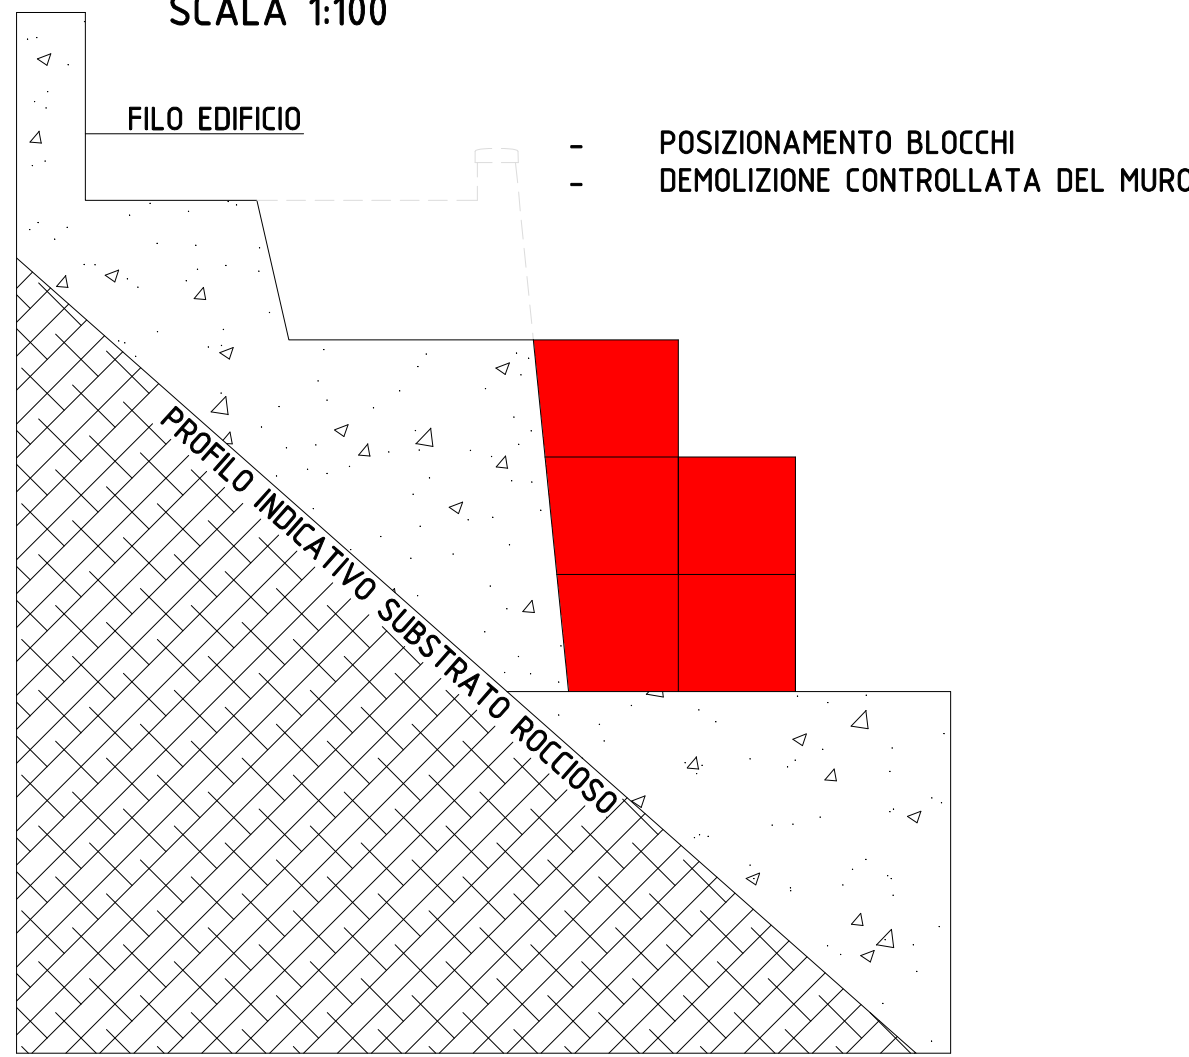 SCALA 1:100
FILO EDIFICIO
- POSIZIONAMENTO BLOCCHI
- DEMOLIZIONE CONTROLLATA DEL MURO
PROFILO INDICATIVO SUBSTRATO ROCCIOSO